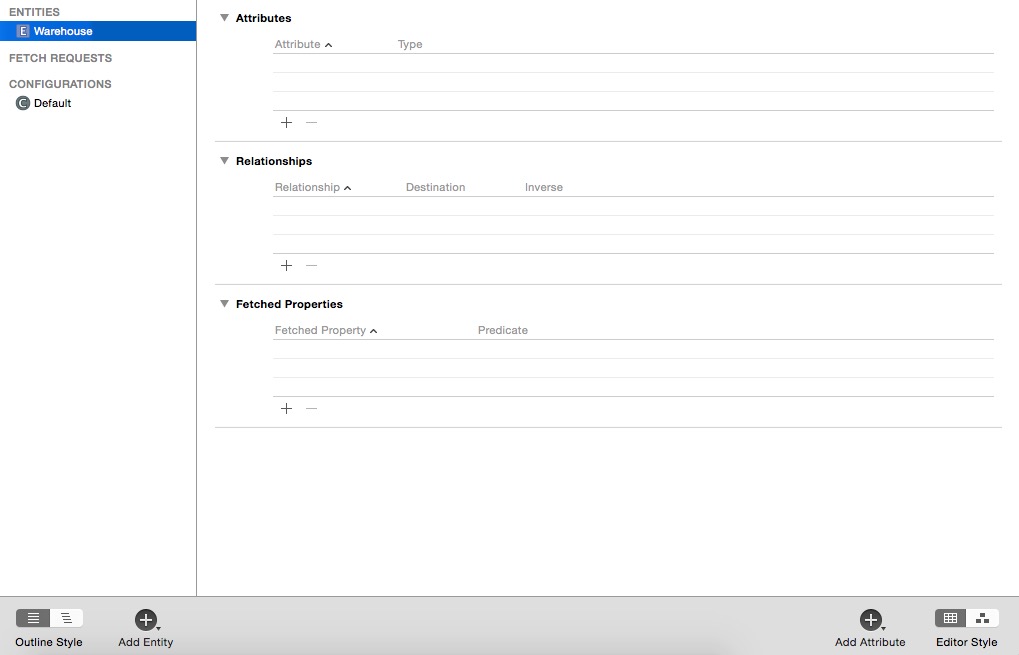 ENTITIES
E Warehouse
FETCH REQUESTS
CONFIGURATIONS
C Default
Attributes
Attribute Type
Relationships
Relationship Destination Inverse
Fetched Properties
Fetched Property Predicate
Outline Style Add Entity Add Attribute Editor Style